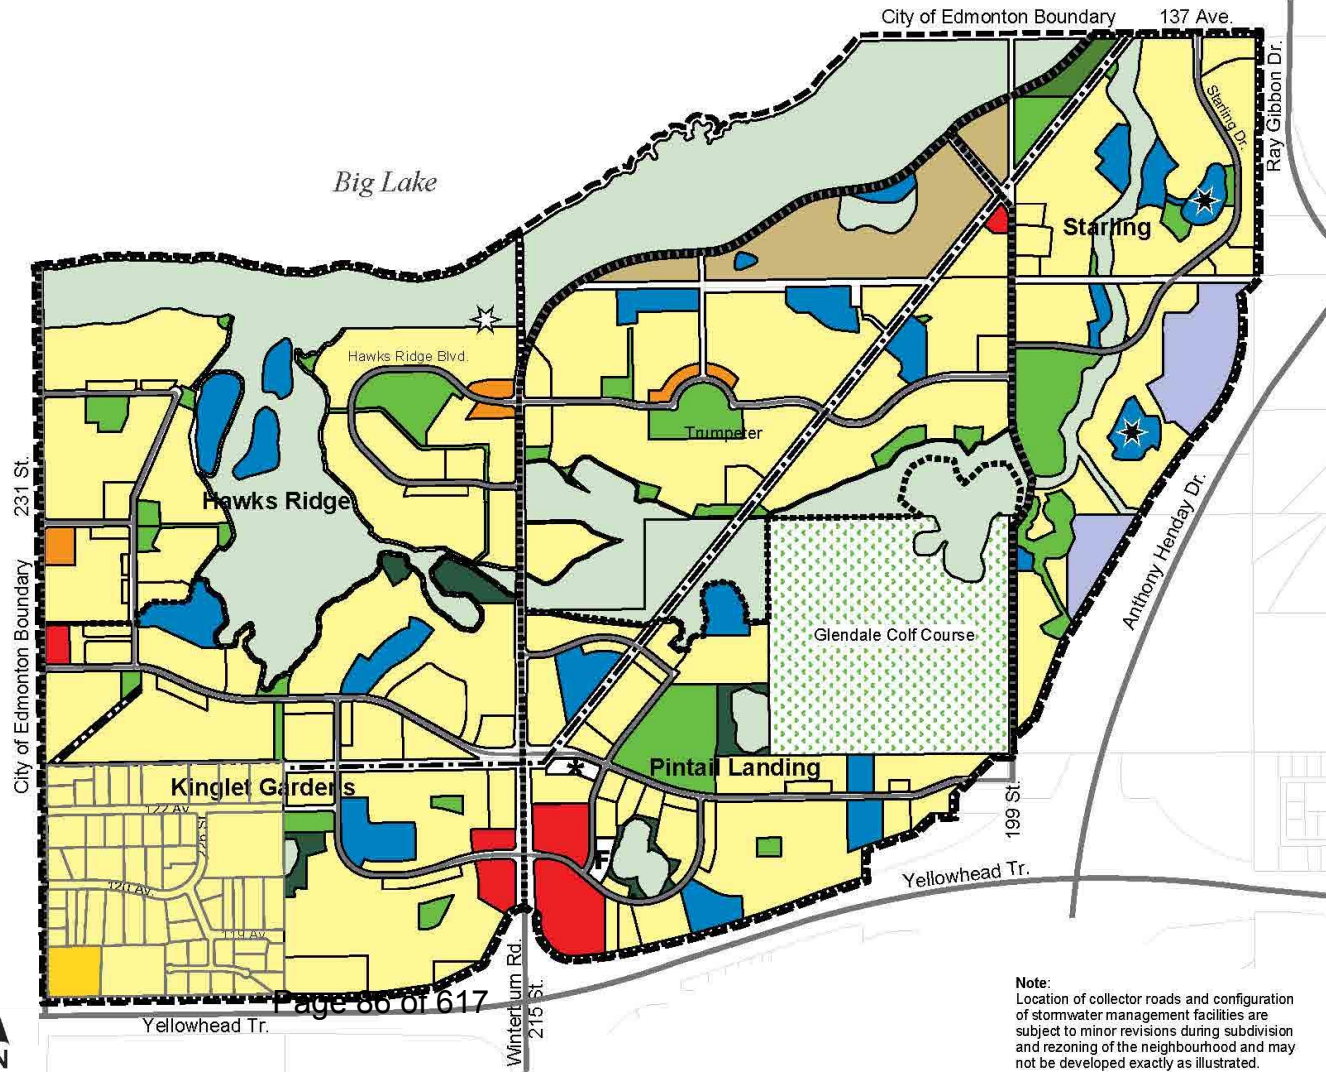 City of Edmonton Boundary
137 Ave.
Ray Gibbon Dr.
Starling Dr.
Big Lake
Starling
Hawks Ridge Blvd.
Trumpeter
231 St.
Hawks Ridge
Anthony Henday Dr.
City of Edmonton Boundary
Glendale Colf Course
Pintail Landing
Kinglet Gardens
122 Av
226 St
120 Av
119 Av
F
199 St.
Yellowhead Tr.
Page 86 of 617
Winterburn Rd.
215 St.
Yellowhead Tr.
N
Note:
Location of collector roads and configuration
of stormwater management facilities are
subject to minor revisions during subdivision
and rezoning of the neighbourhood and may
not be developed exactly as illustrated.